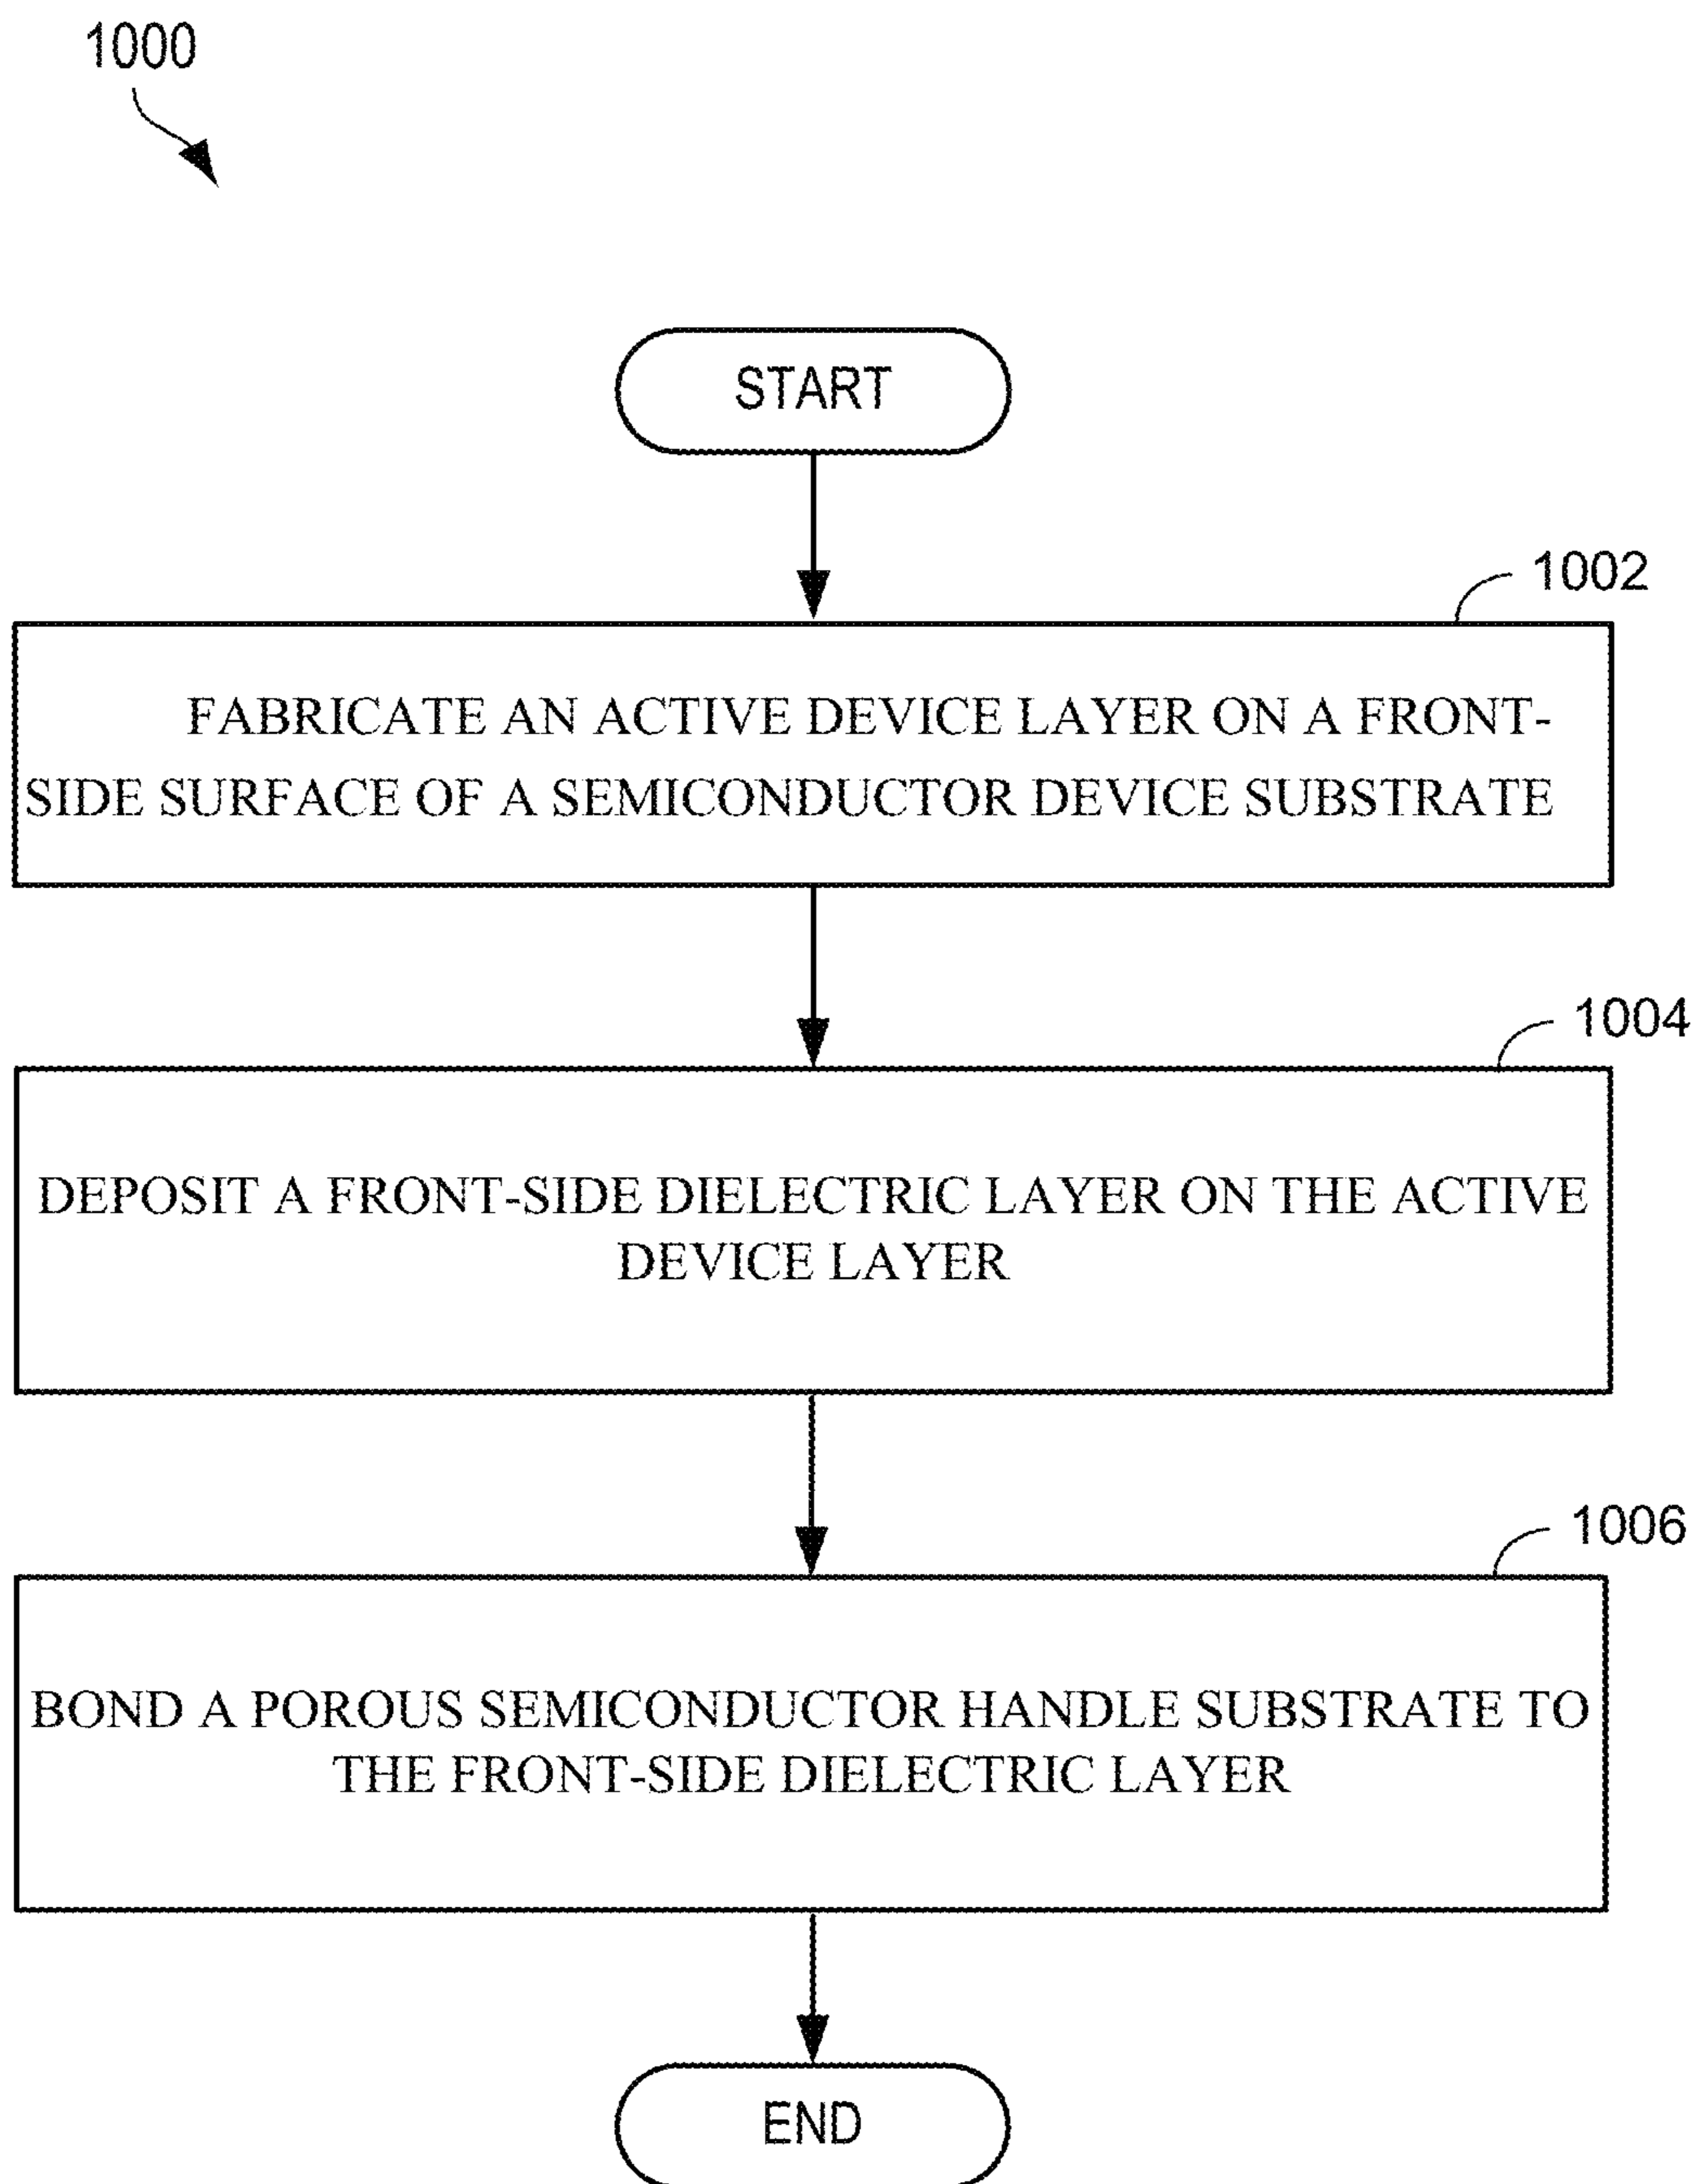 1000
START
1002
FABRICATE AN ACTIVE DEVICE LAYER ON A FRONT-
SIDE SURFACE OF A SEMICONDUCTOR DEVICE SUBSTRATE
1004
DEPOSIT A FRONT-SIDE DIELECTRIC LAYER ON THE ACTIVE
DEVICE LAYER
1006
BOND A POROUS SEMICONDUCTOR HANDLE SUBSTRATE TO
THE FRONT-SIDE DIELECTRIC LAYER
END